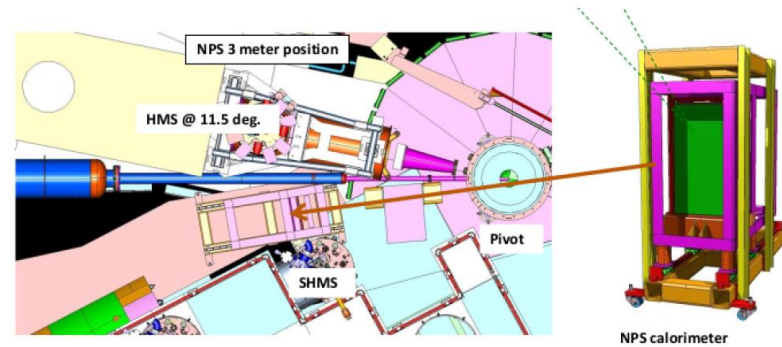 NPS 3 meter position
HMS @ 11.5 deg.
Pivot
SHMS
NPS calorimeter